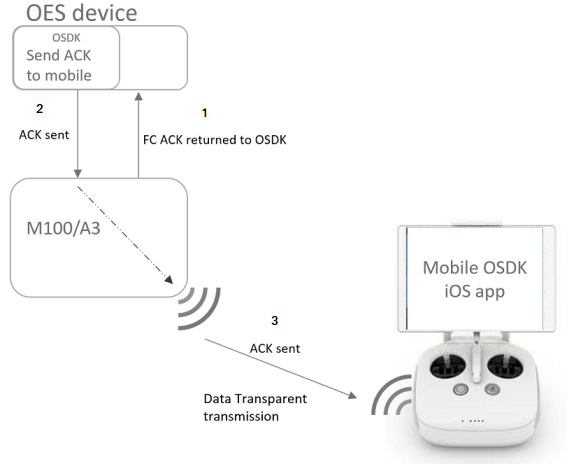 OES device
OSDK
Send ACK
to mobile
2
1
ACK sent
FC ACK returned to OSDK
M100/A3
Mobile OSDK
iOS app
3
ACK sent
Data Transparent
transmission